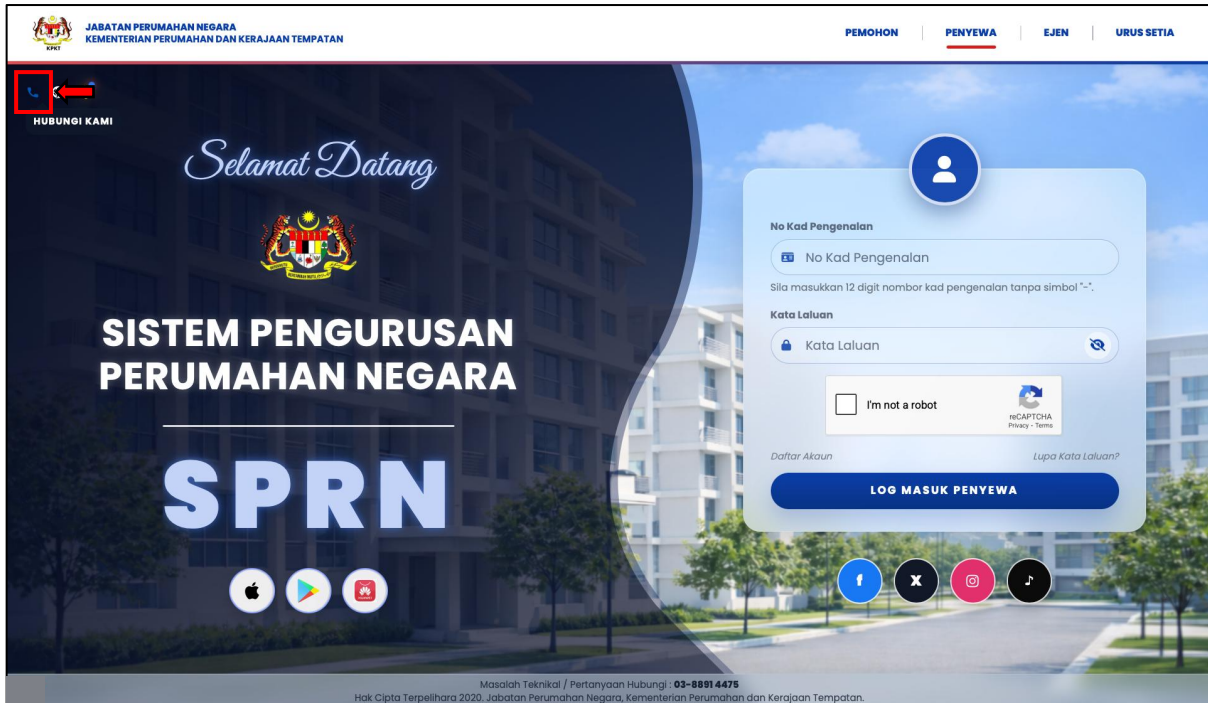 JABATAN PERUMAHAN NEGARA
KEMENTERIAN PERUMAHAN DAN KERAJAAN TEMPATAN
KPKT
PEMOHON
PENYEWA
EJEN
URUS SETIA
HUBUNGI KAMI
Selamat Datang
SISTEM PENGURUSAN
PERUMAHAN NEGARA
SPRN
No Kad Pengenalan
No Kad Pengenalan
Sila masukkan 12 digit nombor kad pengenalan tanpa simbol "-".
Kata Laluan
Kata Laluan
I'm not a robot
reCAPTCHA
Privacy - Terms
Daftar Akaun
Lupa Kata Laluan?
LOG MASUK PENYEWA
Masalah Teknikal / Pertanyaan Hubungi : 03-8891 4475
Hak Cipta Terpelihara 2020. Jabatan Perumahan Negara, Kementerian Perumahan dan Kerajaan Tempatan.